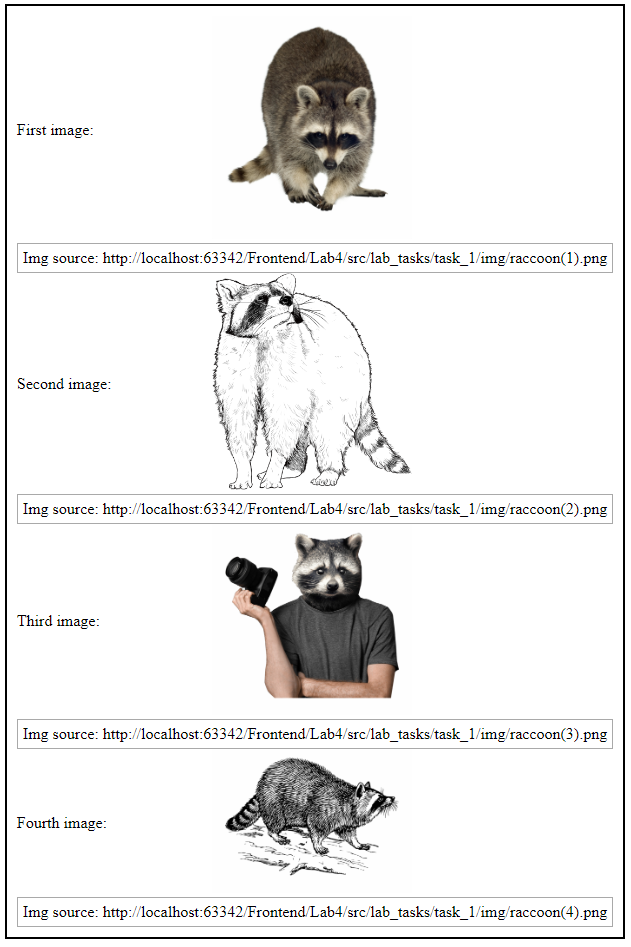 First image:
Img source: http://localhost:63342/Frontend/Lab4/src/lab_tasks/task_1/img/raccoon(1).png
Second image:
Img source: http://localhost:63342/Frontend/Lab4/src/lab_tasks/task_1/img/raccoon(2).png
Third image:
Img source: http://localhost:63342/Frontend/Lab4/src/lab_tasks/task_1/img/raccoon(3).png
Fourth image:
Img source: http://localhost:63342/Frontend/Lab4/src/lab_tasks/task_1/img/raccoon(4).png